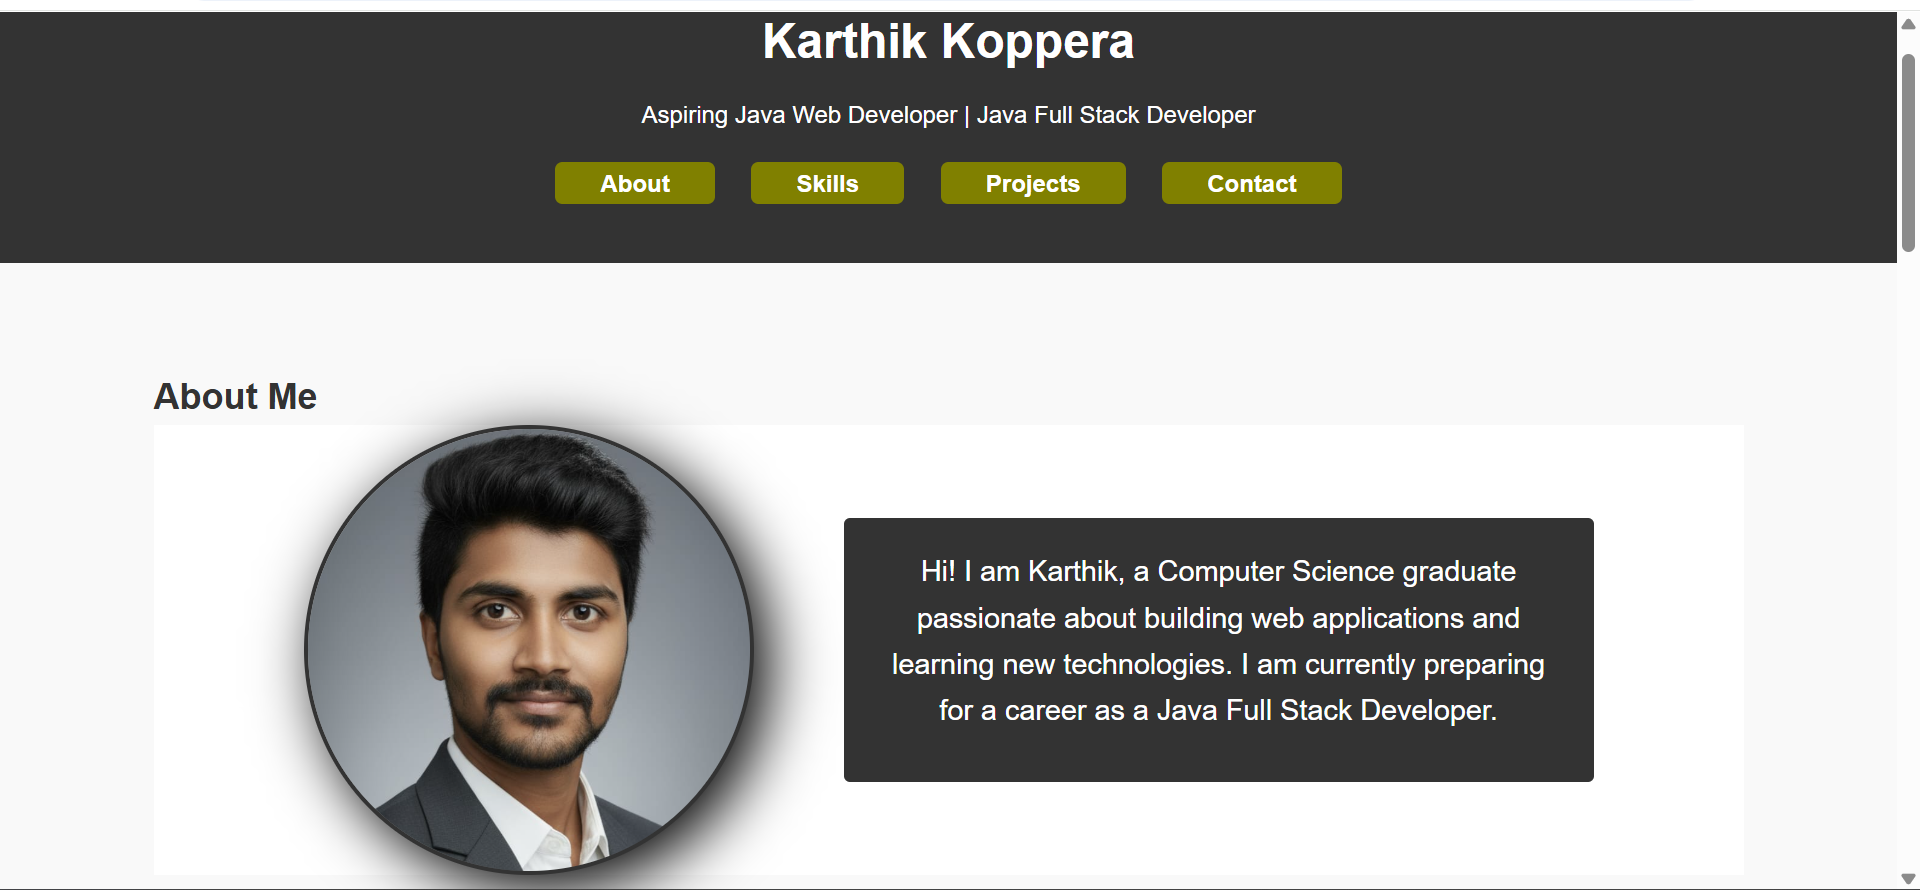 Karthik Koppera
Aspiring Java Web Developer | Java Full Stack Developer
About Skills Projects Contact
About Me
Hi! I am Karthik, a Computer Science graduate
passionate about building web applications and
learning new technologies. I am currently preparing
for a career as a Java Full Stack Developer.